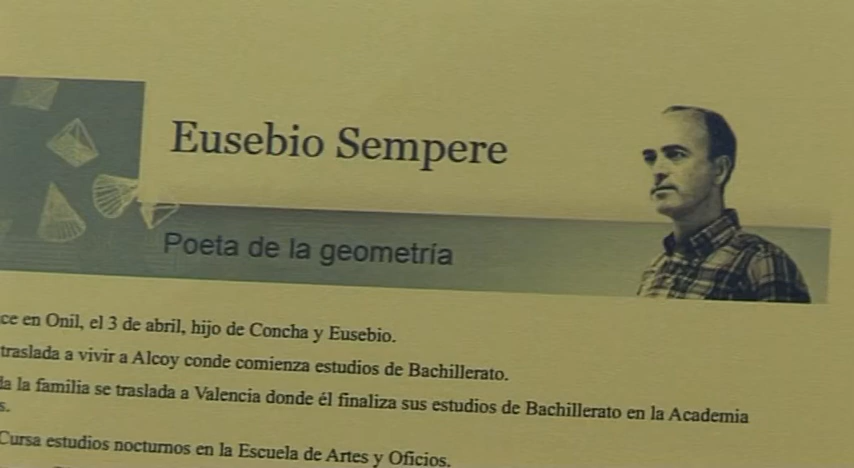 Eusebio Sempere
Poeta de la geometría
ce en Onil, el 3 de abril, hijo de Concha y Eusebio.
traslada a vivir a Alcoy conde comienza estudios de Bachillerato.
da la familia se traslada a Valencia donde él finaliza sus estudios de Bachillerato en la Academia
s.
Cursa estudios nocturnos en la Escuela de Artes y Oficios.